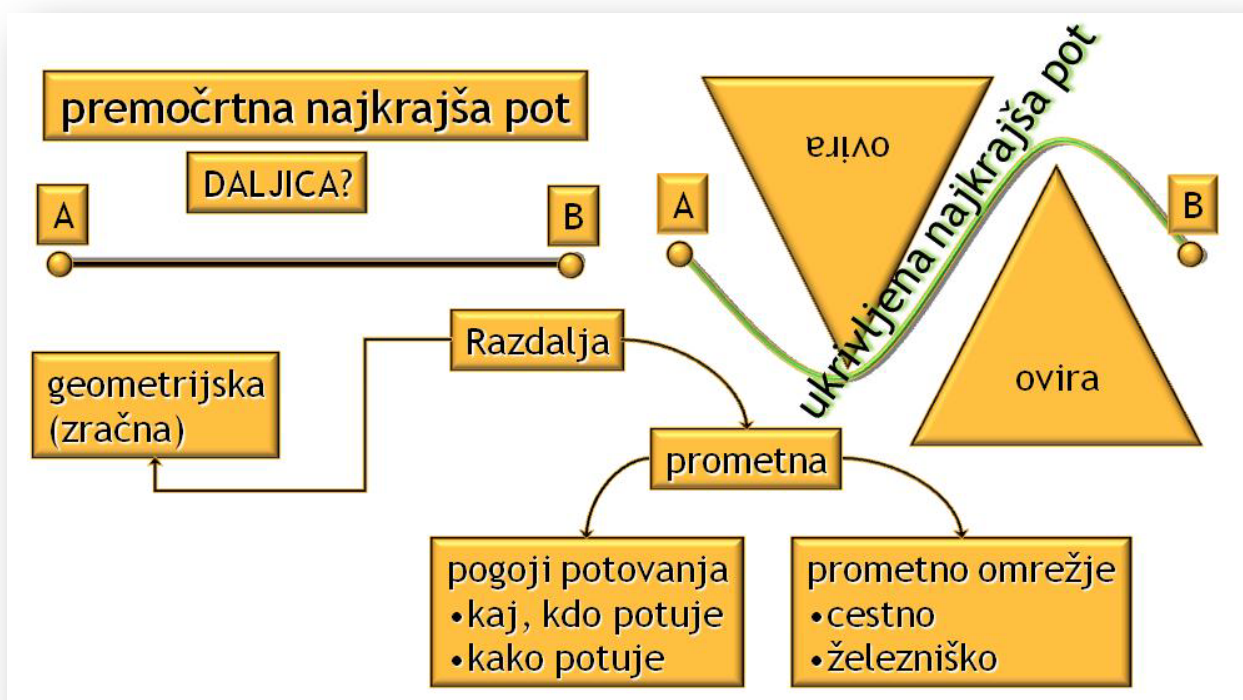 premočrtna najkrajša pot
DALJICA?
A
B
ovira
ukrivljena najkrajša pot
A
B
ovira
Razdalja
geometrijska
(zračna)
prometna
pogoji potovanja
•kaj, kdo potuje
•kako potuje
prometno omrežje
•cestno
•železniško